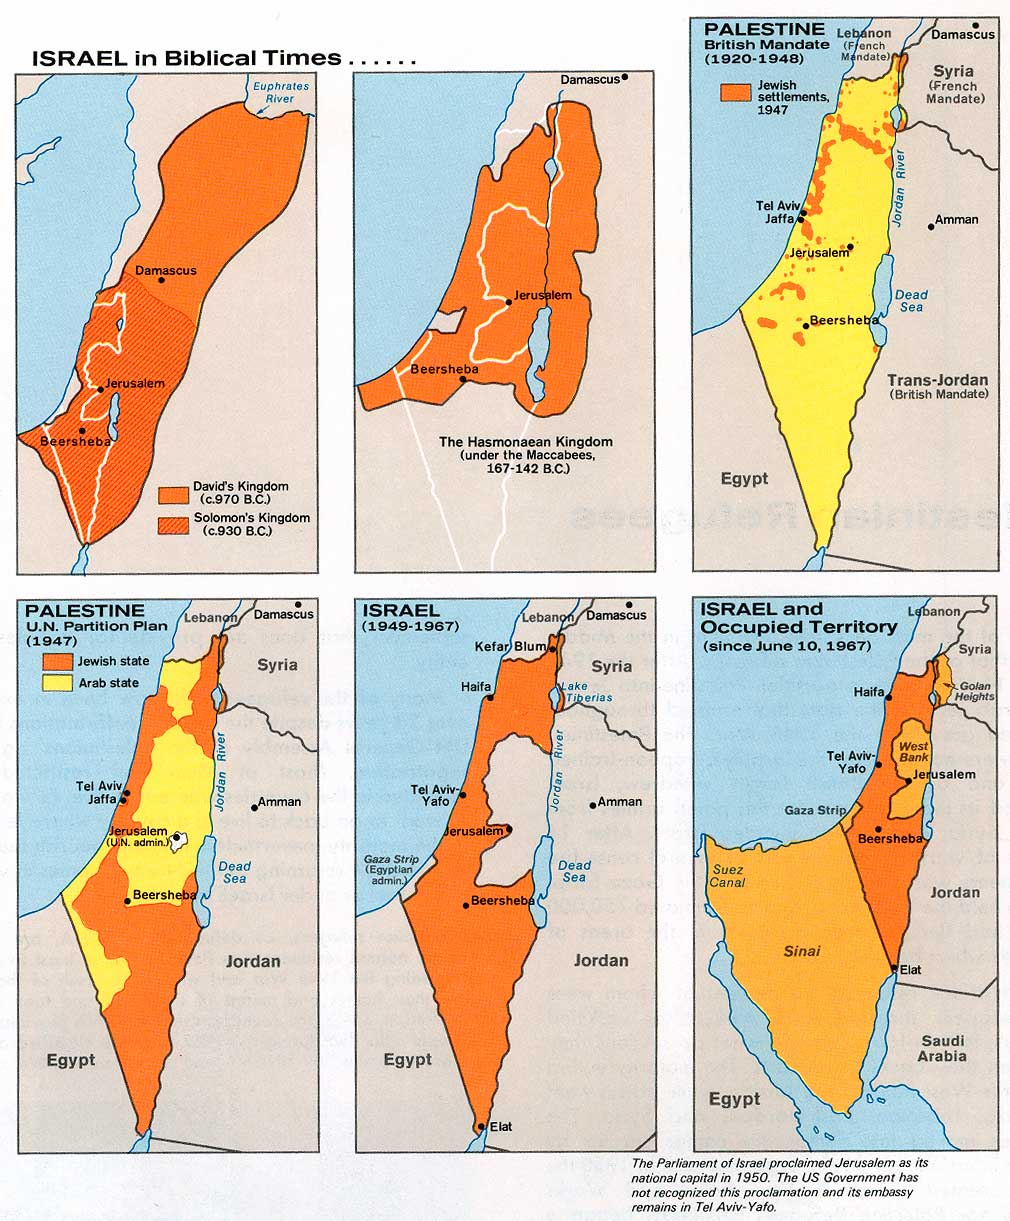 ISRAEL in Biblical Times . . . . . .
Euphrates
River
Damascus
Jerusalem
Beersheba
David's Kingdom
(c.970 B.C.)
Solomon's Kingdom
(c.930 B.C.)
Damascus
Jerusalem
Beersheba
The Hasmonaean Kingdom
(under the Maccabees,
167-142 B.C.)
PALESTINE
British Mandate
(1920-1948)
Jewish
settlements,
1947
Lebanon
(French
Mandate)
Damascus
Syria
(French
Mandate)
Jordan River
Tel Aviv
Jaffa
Amman
Jerusalem
Dead
Sea
Beersheba
Trans-Jordan
(British Mandate)
Egypt
PALESTINE
U.N. Partition Plan
(1947)
Jewish state
Arab state
Lebanon
Damascus
Syria
Jordan River
Tel Aviv
Jaffa
Amman
Jerusalem
(U.N. admin.)
Dead
Sea
Beersheba
Jordan
Egypt
ISRAEL
(1949-1967)
Lebanon
Damascus
Kefar Blum
Syria
Haifa
Lake
Tiberias
Jordan River
Tel Aviv-
Yafo
Amman
Jerusalem
Gaza Strip
(Egyptian
admin.)
Dead
Sea
Beersheba
Jordan
Egypt
Elat
ISRAEL and
Occupied Territory
(since June 10, 1967)
Lebanon
Syria
Golan
Heights
Haifa
West
Bank
Tel Aviv-
Yafo
Jerusalem
Gaza Strip
Beersheba
Suez
Canal
Jordan
Sinai
Elat
Saudi
Arabia
Egypt
The Parliament of Israel proclaimed Jerusalem as its
national capital in 1950. The US Government has
not recognized this proclamation and its embassy
remains in Tel Aviv-Yafo.